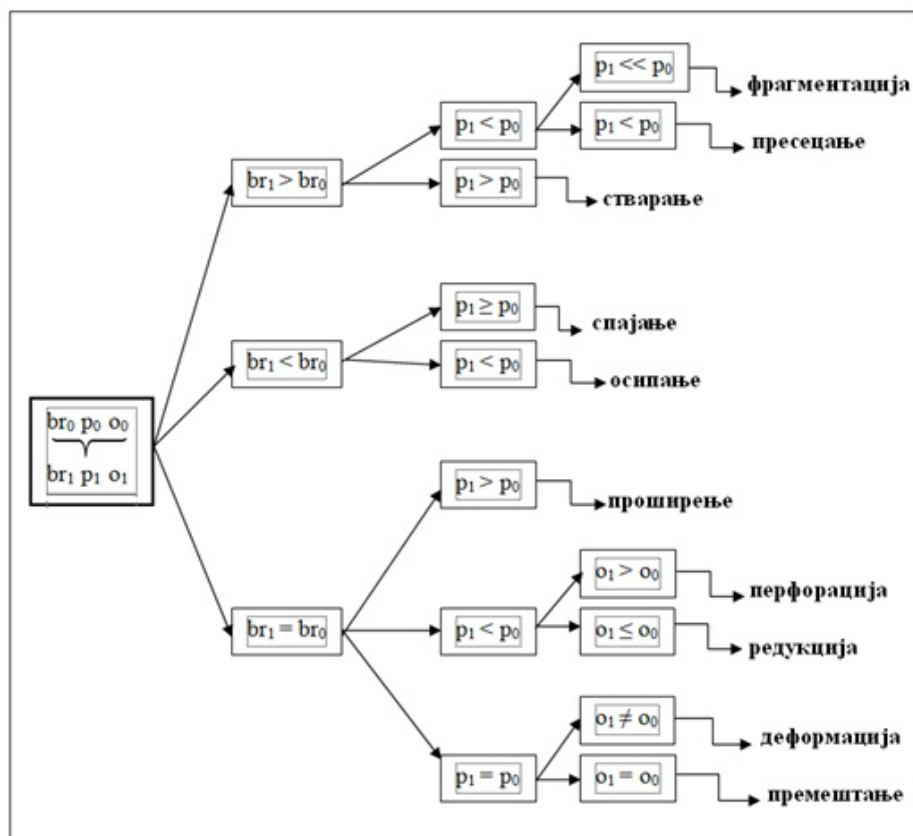 p₁ << p₀
фрагментација
p₁ < p₀
p₁ < p₀
пресецање
br₁ > br₀
p₁ > p₀
стварање
p₁ ≥ p₀
спајање
br₁ < br₀
p₁ < p₀
осипање
br₀ p₀ o₀
br₁ p₁ o₁
p₁ > p₀
проширење
o₁ > o₀
перфорација
br₁ = br₀
p₁ < p₀
o₁ ≤ o₀
редукција
o₁ ≠ o₀
деформација
p₁ = p₀
o₁ = o₀
премештање